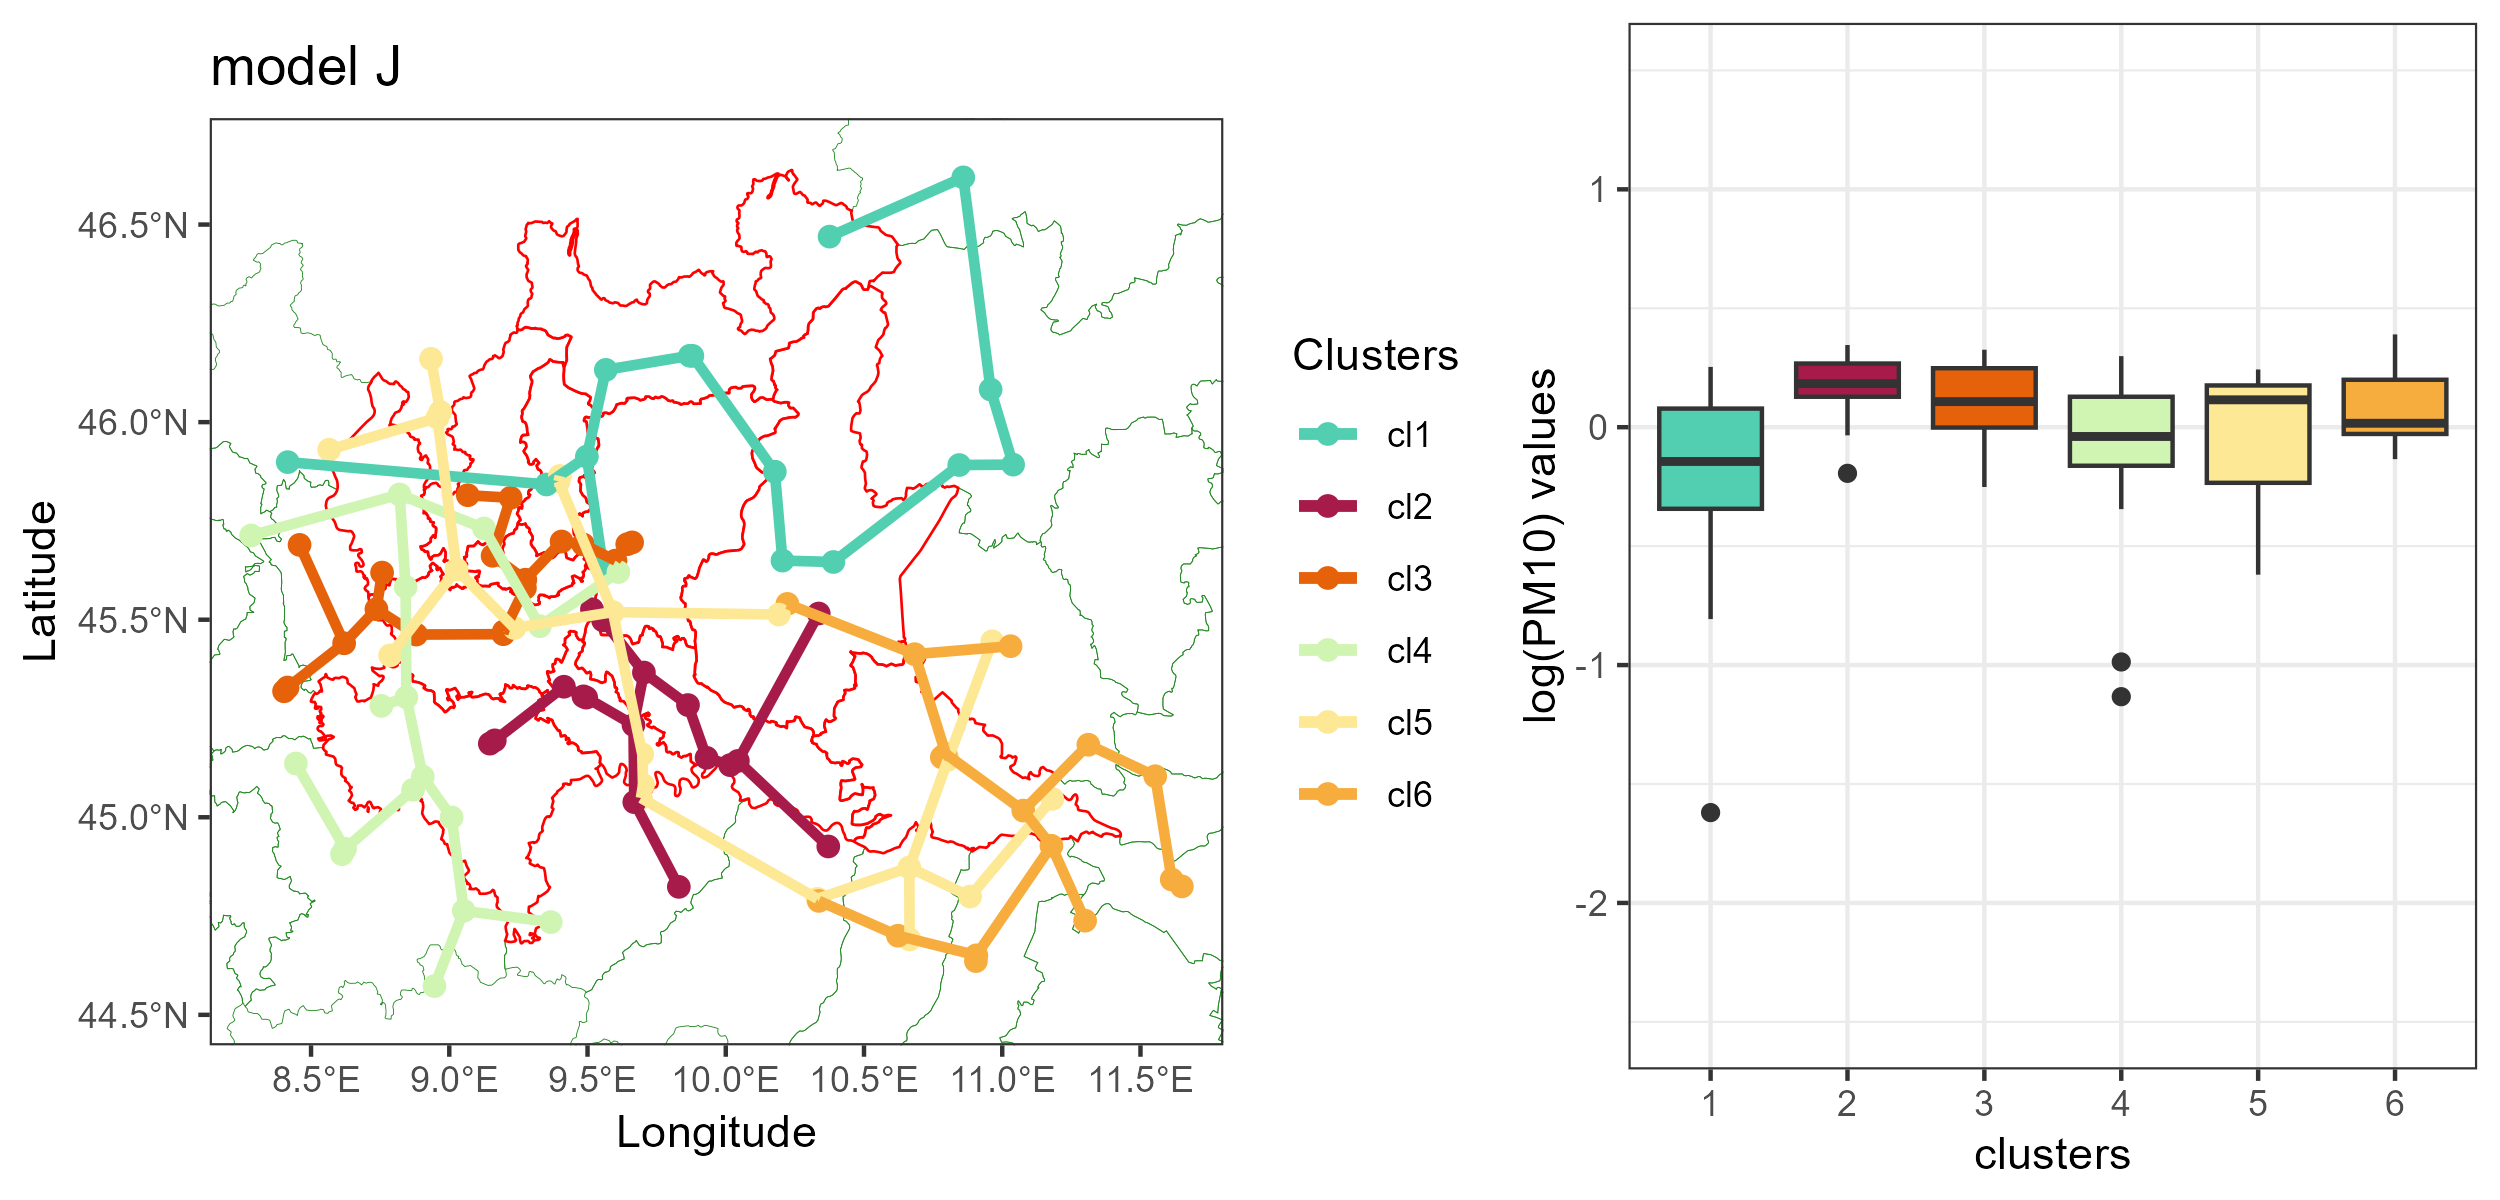 model J
46.5°N
46.0°N
45.5°N
45.0°N
44.5°N
Latitude
8.5°E 9.0°E 9.5°E 10.0°E 10.5°E 11.0°E 11.5°E
Longitude
Clusters
cl1
cl2
cl3
cl4
cl5
cl6
log(PM10) values
1
0
-1
-2
1 2 3 4 5 6
clusters